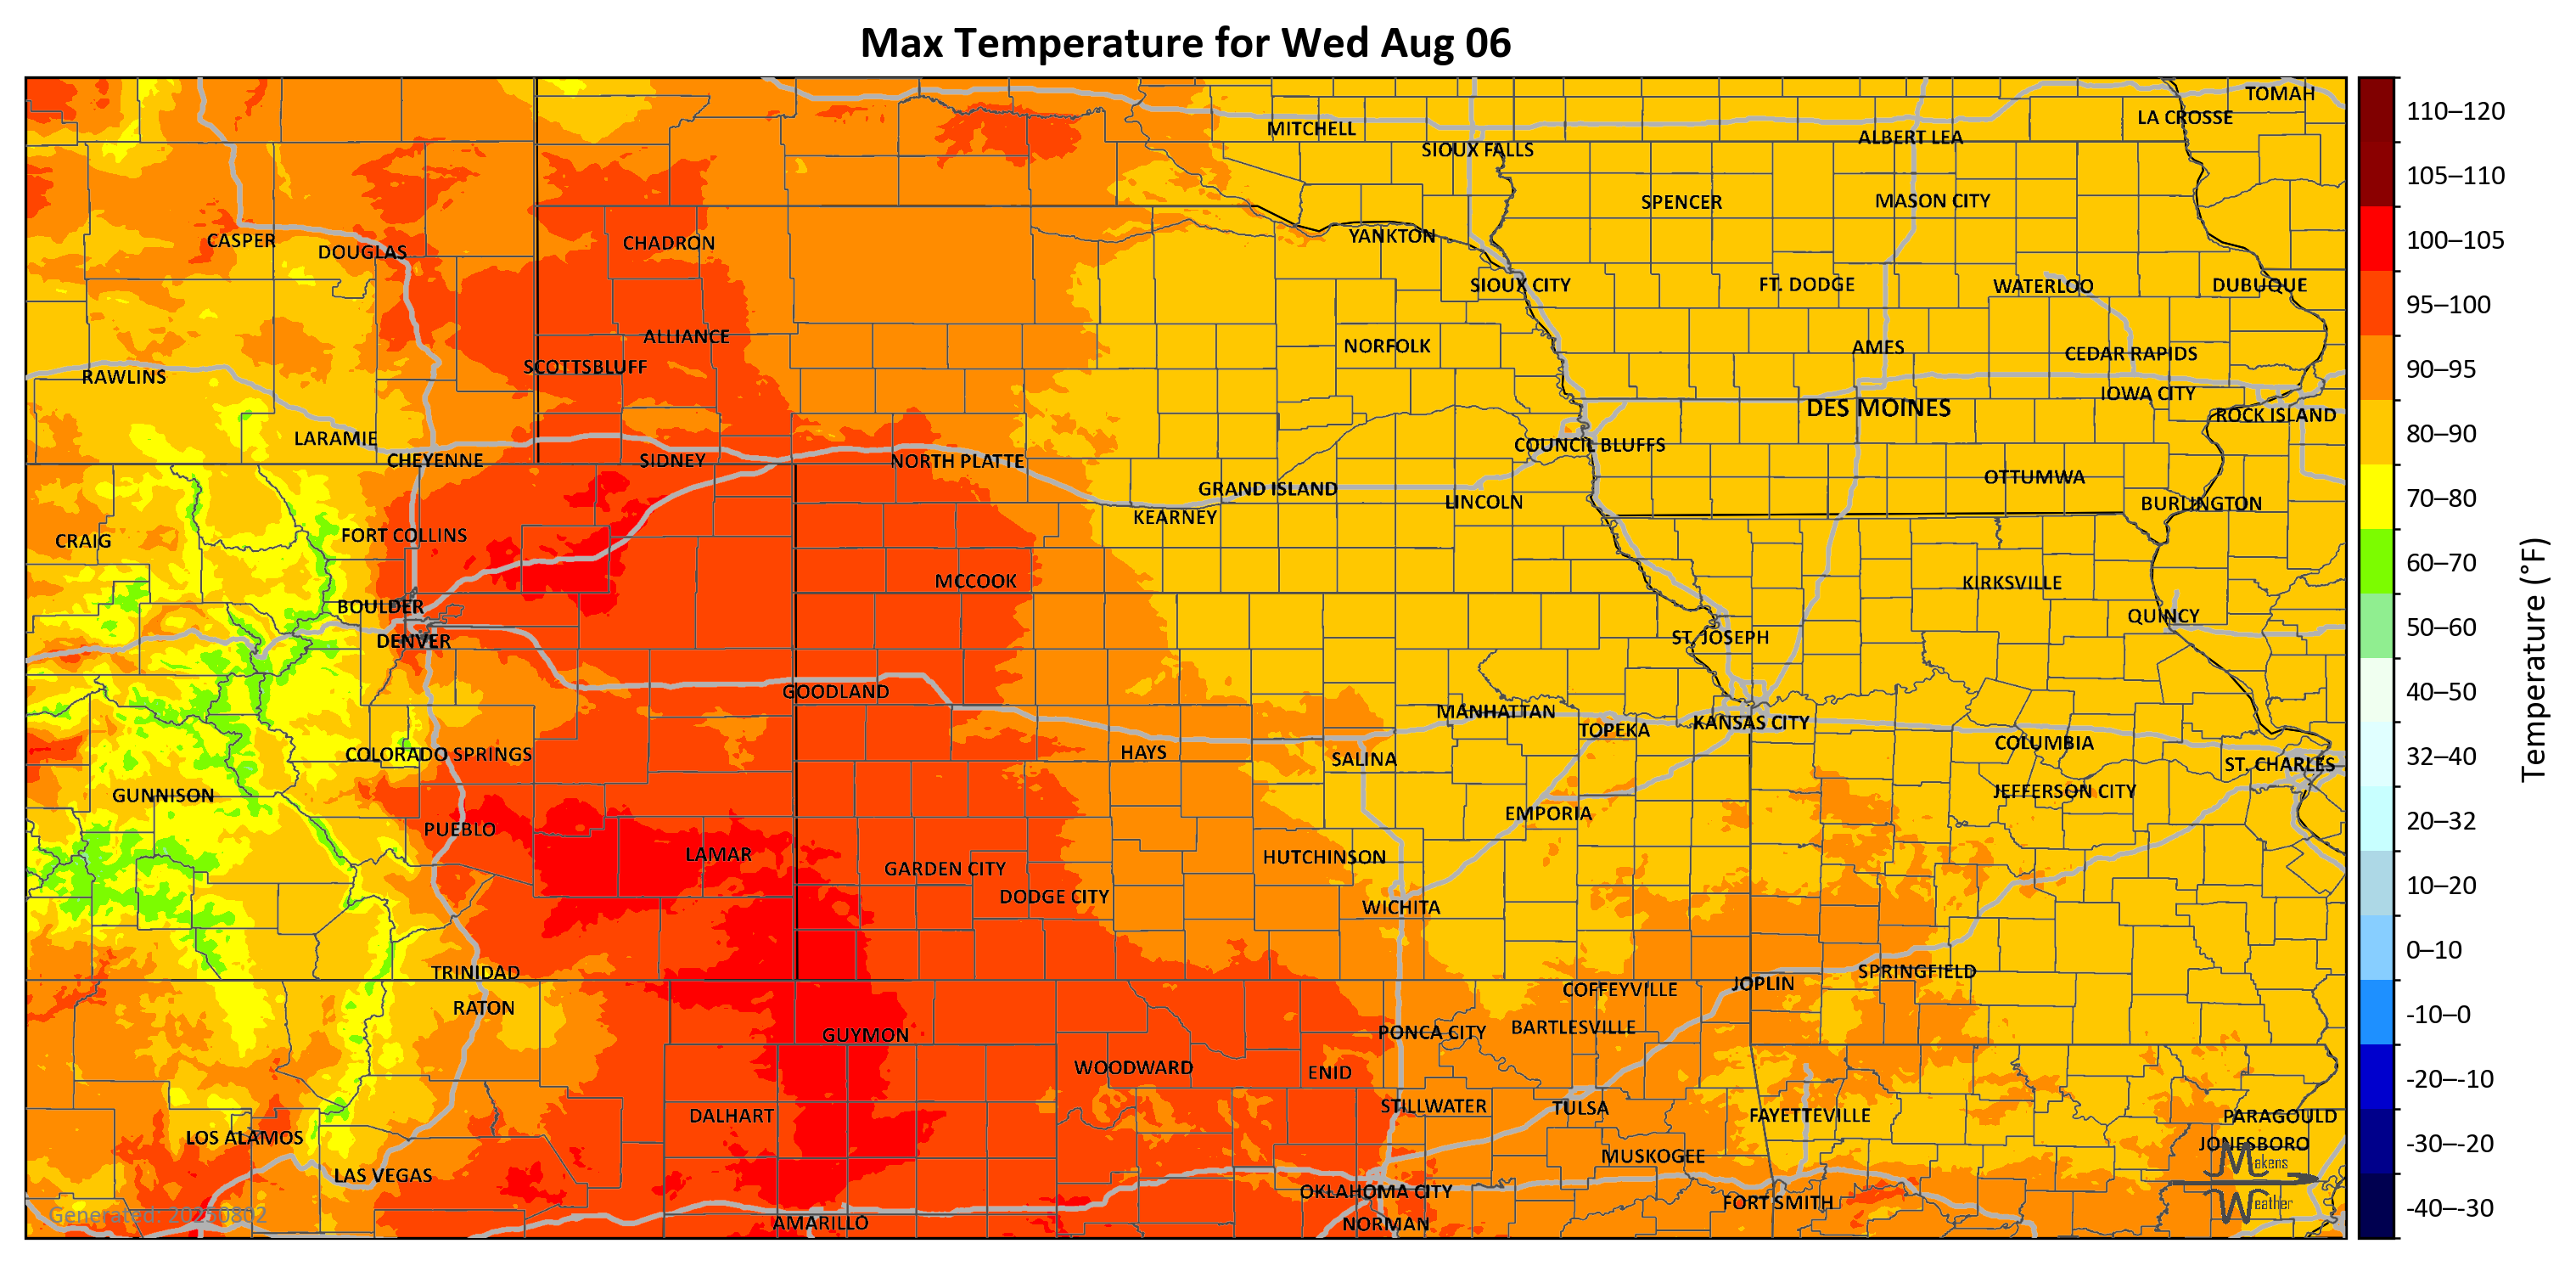 Max Temperature for Wed Aug 06
TOMAH
LA CROSSE
MITCHELL
ALBERT LEA
SIOUX FALLS
SPENCER
MASON CITY
CASPER
DOUGLAS
CHADRON
YANKTON
SIOUX CITY
FT. DODGE
WATERLOO
DUBUQUE
ALLIANCE
NORFOLK
AMES
CEDAR RAPIDS
SCOTTSBLUFF
RAWLINS
IOWA CITY
DES MOINES
ROCK ISLAND
LARAMIE
COUNCIL BLUFFS
CHEYENNE
SIDNEY
NORTH PLATTE
OTTUMWA
GRAND ISLAND
LINCOLN
BURLINGTON
KEARNEY
FORT COLLINS
CRAIG
MCCOOK
KIRKSVILLE
BOULDER
QUINCY
DENVER
ST. JOSEPH
GOODLAND
MANHATTAN
KANSAS CITY
TOPEKA
COLUMBIA
HAYS
COLORADO SPRINGS
SALINA
ST. CHARLES
JEFFERSON CITY
GUNNISON
EMPORIA
PUEBLO
LAMAR
HUTCHINSON
GARDEN CITY
DODGE CITY
WICHITA
TRINIDAD
SPRINGFIELD
JOPLIN
COFFEYVILLE
RATON
BARTLESVILLE
PONCA CITY
GUYMON
WOODWARD
ENID
STILLWATER
TULSA
DALHART
FAYETTEVILLE
PARAGOULD
LOS ALAMOS
JONESBORO
MUSKOGEE
LAS VEGAS
OKLAHOMA CITY
FORT SMITH
AMARILLO
NORMAN
Makens
Weather
Generated: 20250802
110–120
105–110
100–105
95–100
90–95
80–90
70–80
60–70
50–60
40–50
32–40
20–32
10–20
0–10
-10–0
-20–-10
-30–-20
-40–-30
Temperature (°F)